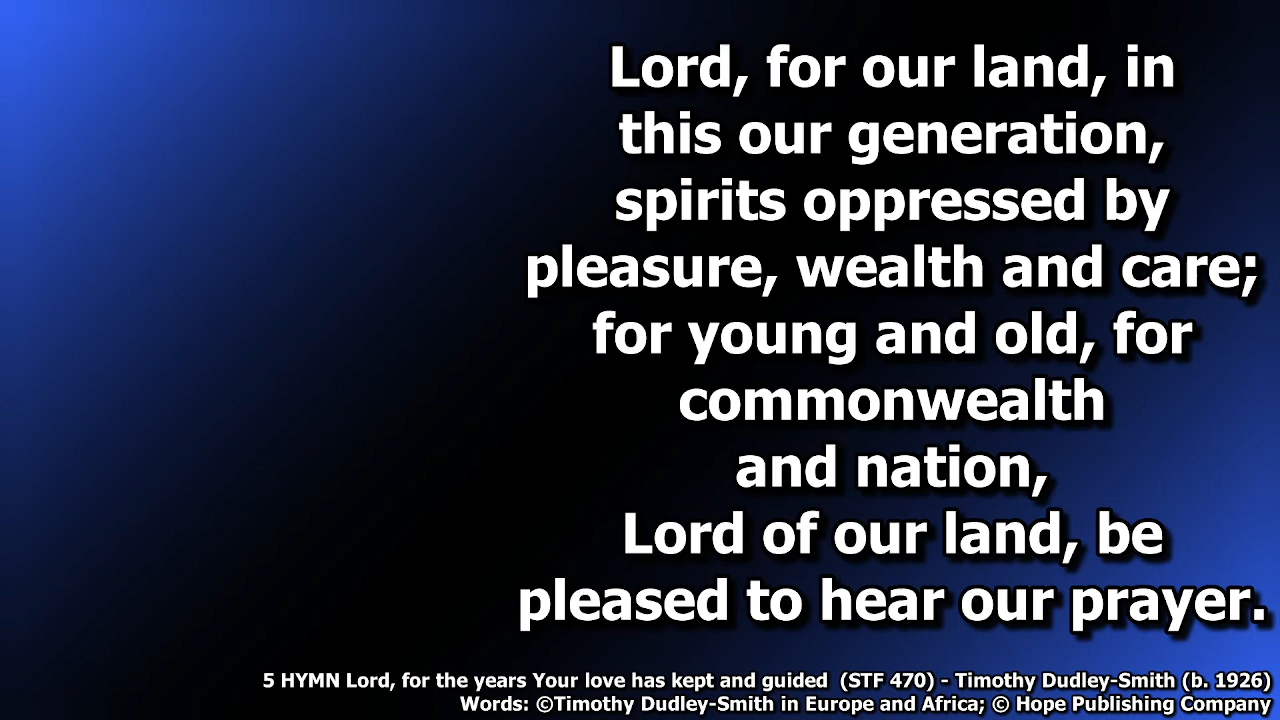 Lord, for our land, in
this our generation,
spirits oppressed by
pleasure, wealth and care;
for young and old, for
commonwealth
and nation,
Lord of our land, be
pleased to hear our prayer.
5 HYMN Lord, for the years Your love has kept and guided  (STF 470) - Timothy Dudley-Smith (b. 1926)
Words: ©Timothy Dudley-Smith in Europe and Africa; © Hope Publishing Company